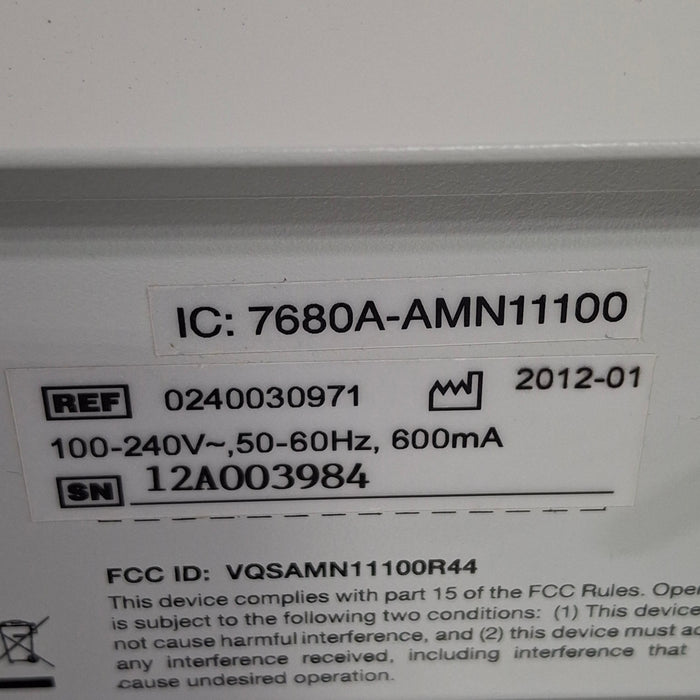 IC: 7680A-AMN11100
REF 0240030971 2012-01
100-240V~,50-60Hz, 600mA
SN 12A003984
FCC ID: VQSAMN11100R44
This device complies with part 15 of the FCC Rules. Oper
is subject to the following two conditions: (1) This device
not cause harmful interference, and (2) this device must ac
any interference received, including interference that
cause undesired operation.